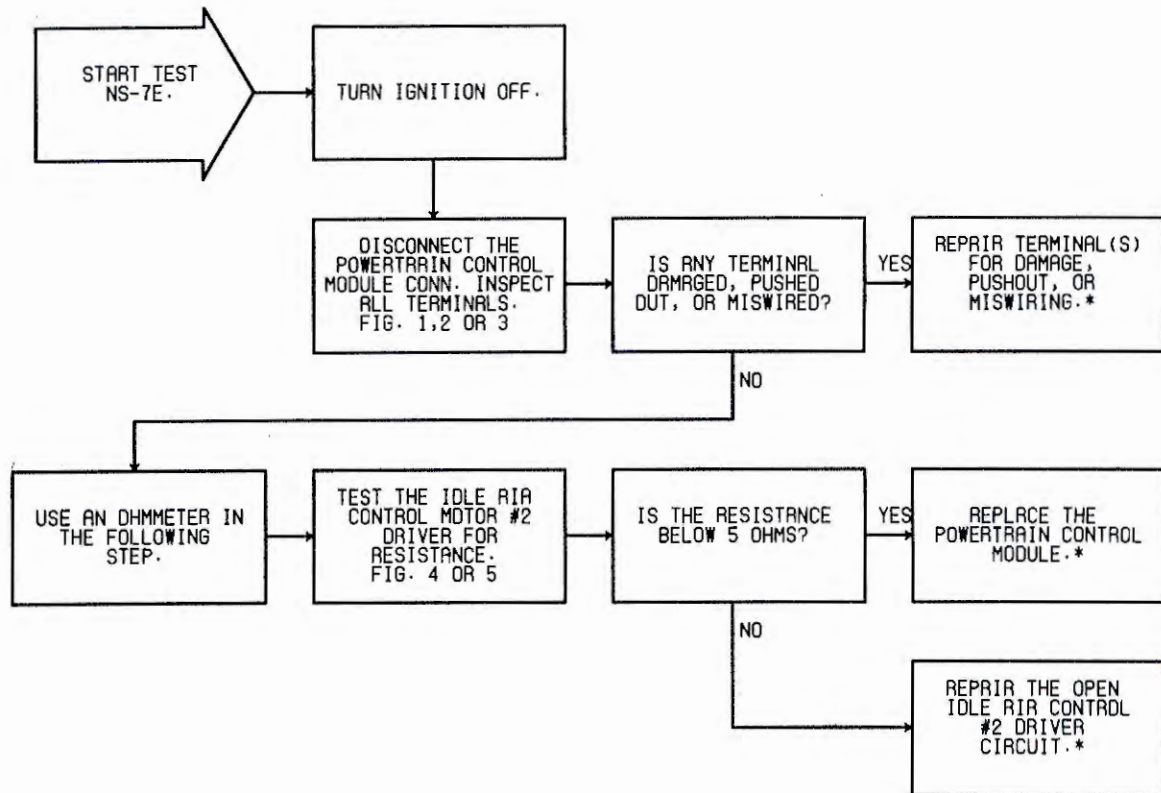 START TEST
NS-7E.
TURN IGNITION OFF.
DISCONNECT THE
POWERTRAIN CONTROL
MODULE CONN. INSPECT
ALL TERMINALS.
FIG. 1,2 OR 3
IS ANY TERMINAL
DAMAGED, PUSHED
OUT, OR MISWIRED?
YES
REPAIR TERMINAL(S)
FOR DAMAGE,
PUSHOUT, OR
MISWIRING.*
NO
USE AN OHMMETER IN
THE FOLLOWING
STEP.
TEST THE IDLE AIR
CONTROL MOTOR #2
DRIVER FOR
RESISTANCE.
FIG. 4 OR 5
IS THE RESISTANCE
BELOW 5 OHMS?
YES
REPLACE THE
POWERTRAIN CONTROL
MODULE.*
NO
REPAIR THE OPEN
IDLE AIR CONTROL
#2 DRIVER
CIRCUIT.*